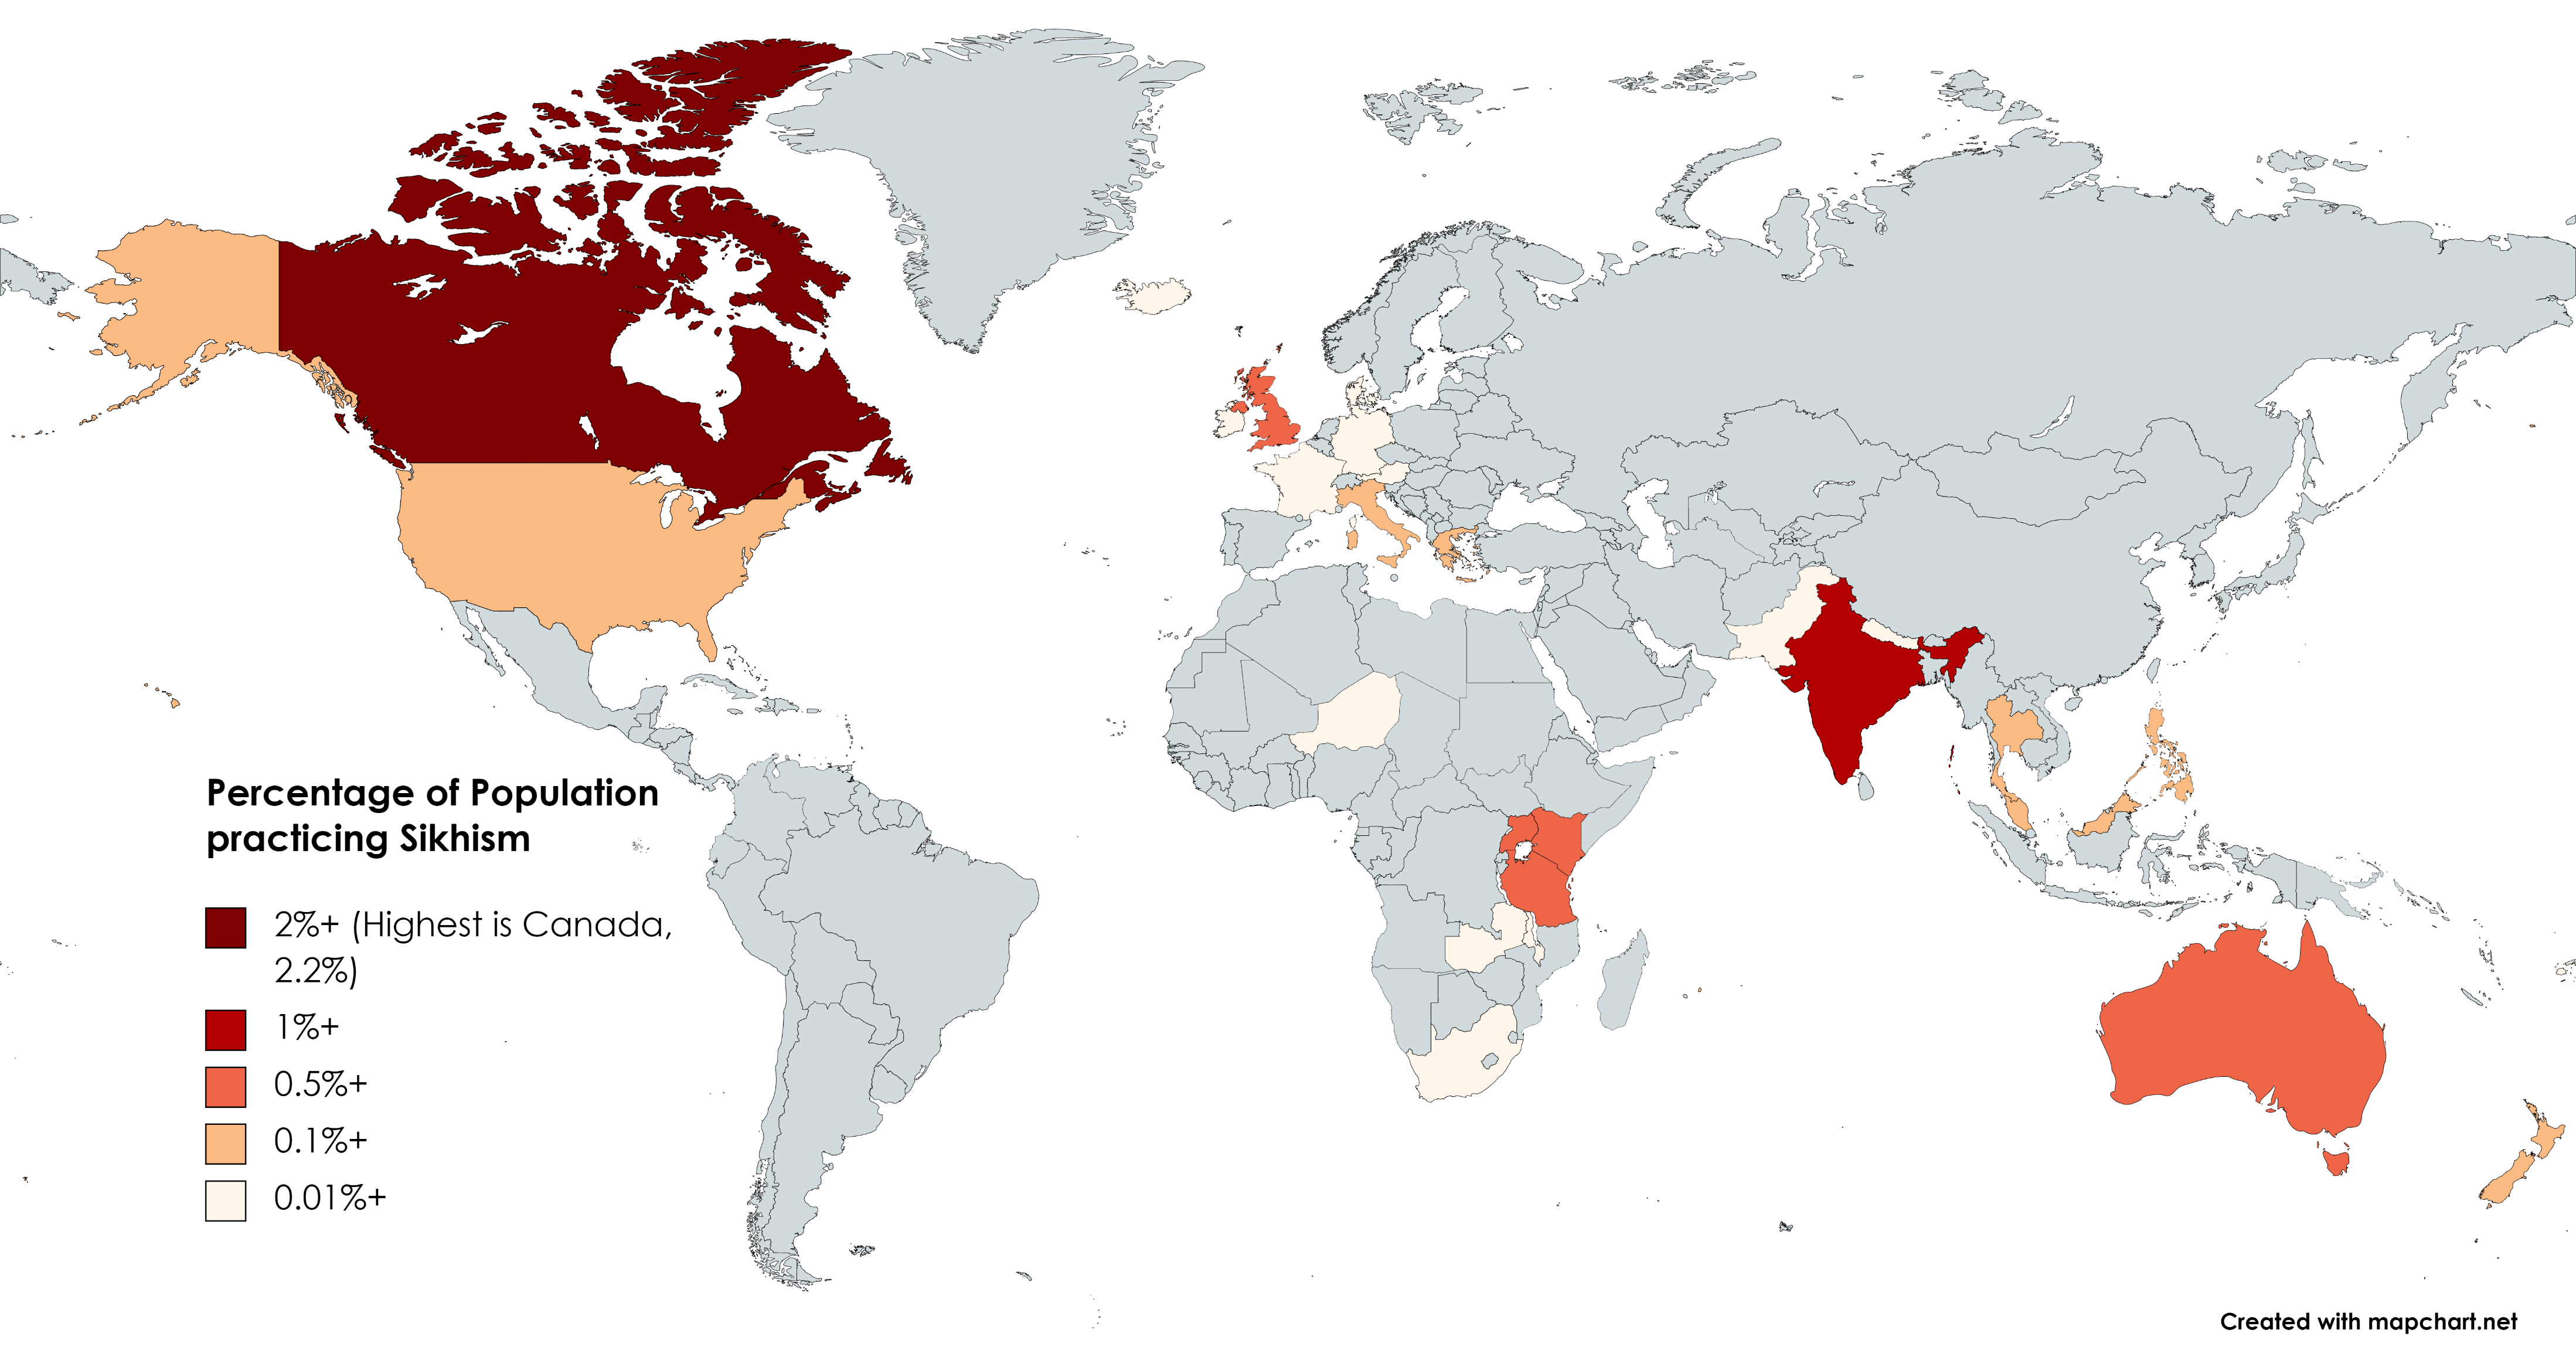 Percentage of Population
practicing Sikhism
2%+ (Highest is Canada,
2.2%)
1%+
0.5%+
0.1%+
0.01%+
Created with mapchart.net